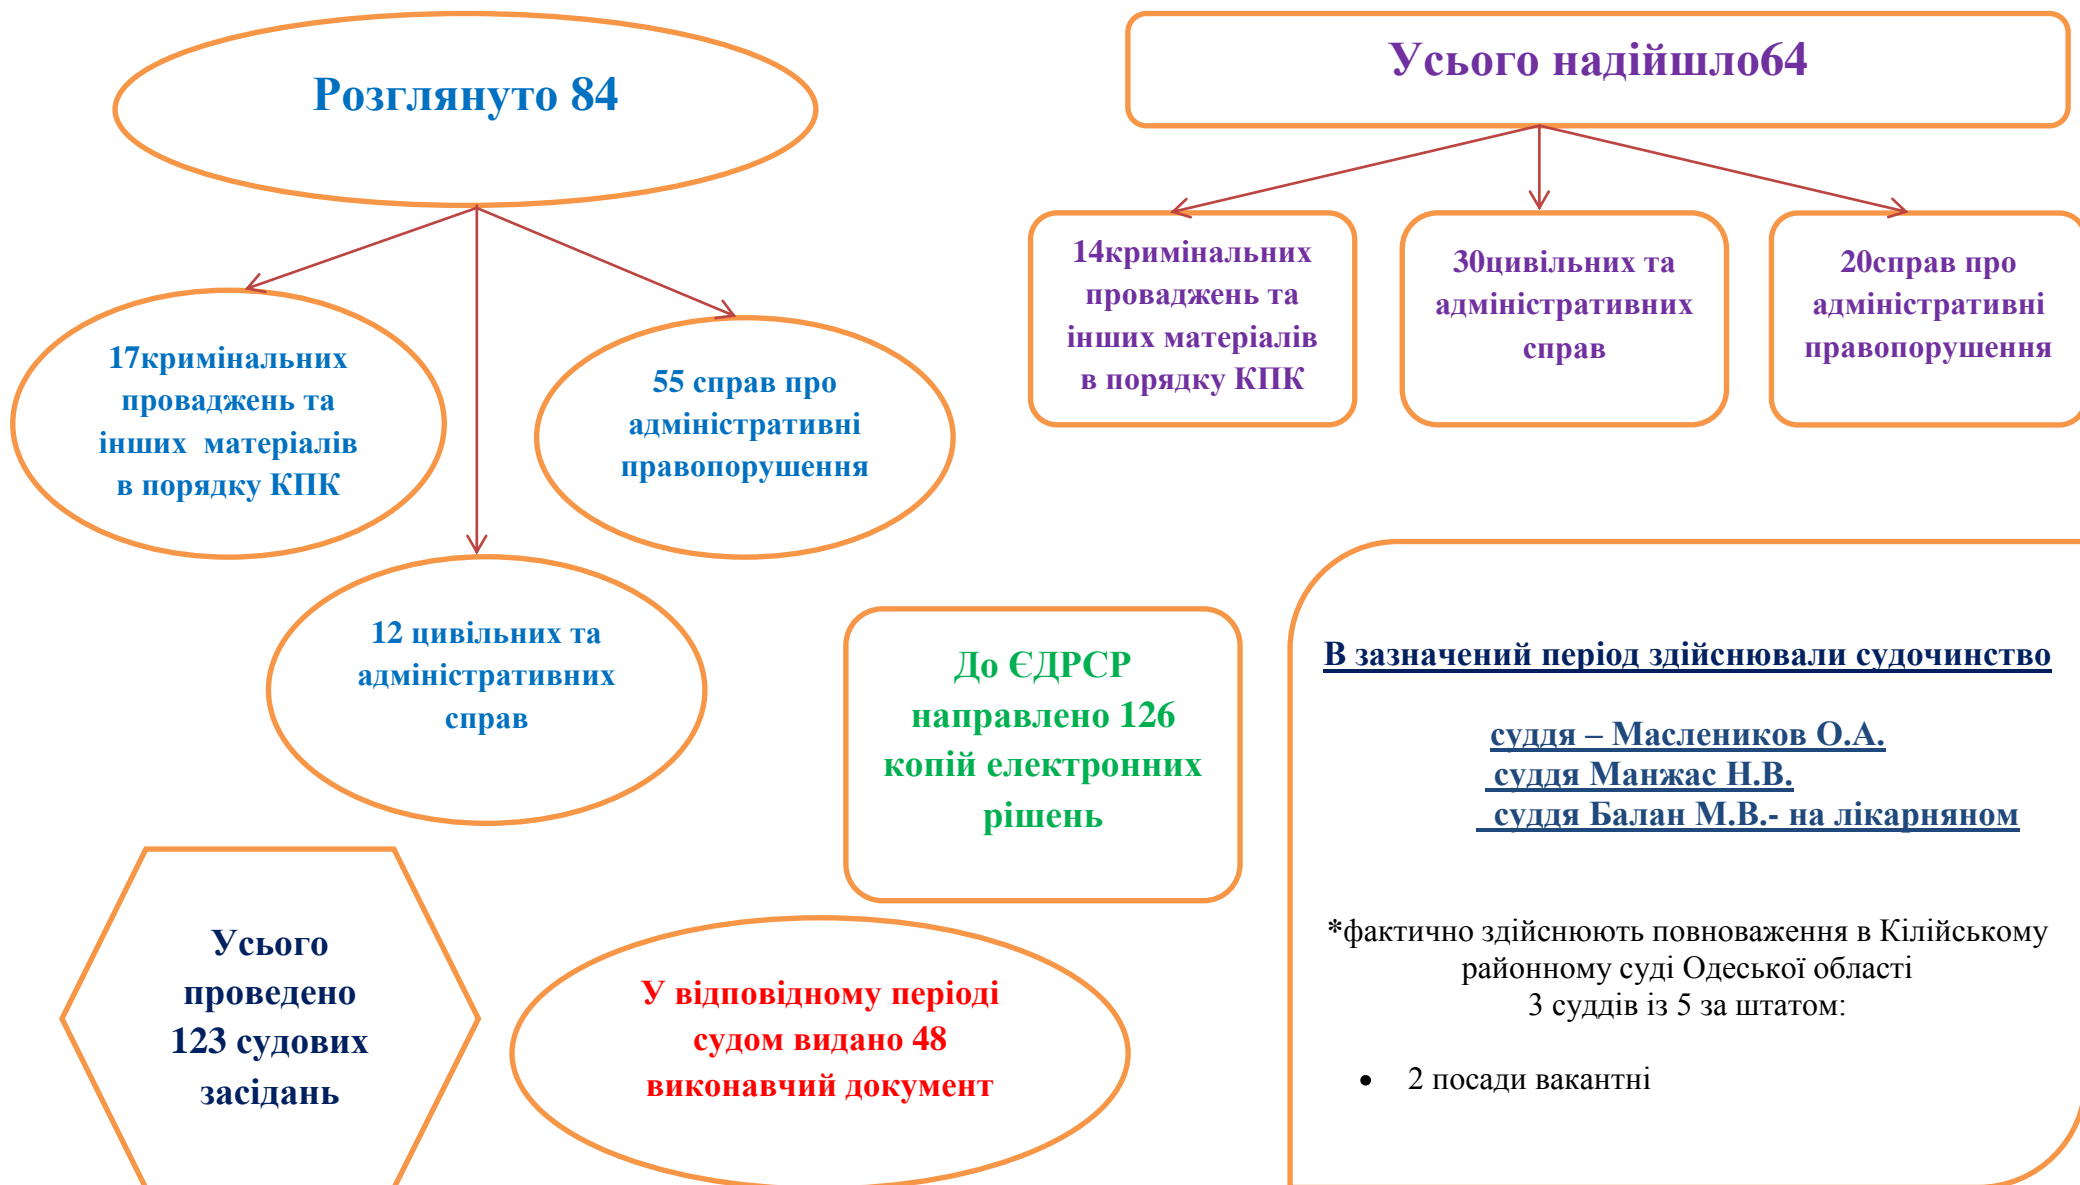 Розглянуто 84
Усього надійшло64
14кримінальних
проваджень та
інших матеріалів
в порядку КПК
30цивільних та
адміністративних
справ
20справ про
адміністративні
правопорушення
17кримінальних
проваджень та
інших матеріалів
в порядку КПК
55 справ про
адміністративні
правопорушення
12 цивільних та
адміністративних
справ
До ЄДРСР
направлено 126
копій електронних
рішень
В зазначений період здійснювали судочинство
суддя – Маслеников О.А.
суддя Манжас Н.В.
суддя Балан М.В.- на лікарняном
*фактично здійснюють повноваження в Кілійському
районному суді Одеської області
3 суддів із 5 за штатом:
• 2 посади вакантні
Усього
проведено
123 судових
засідань
У відповідному періоді
судом видано 48
виконавчий документ